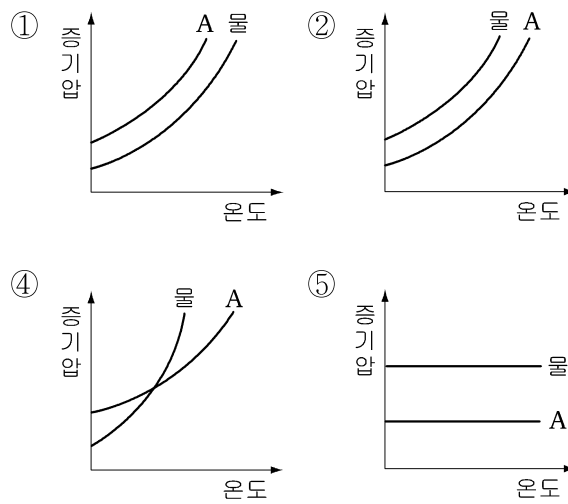 ① 증기압 A 물 온도
② 증기압 물 A 온도
④ 증기압 물 A 온도
⑤ 증기압 물 A 온도